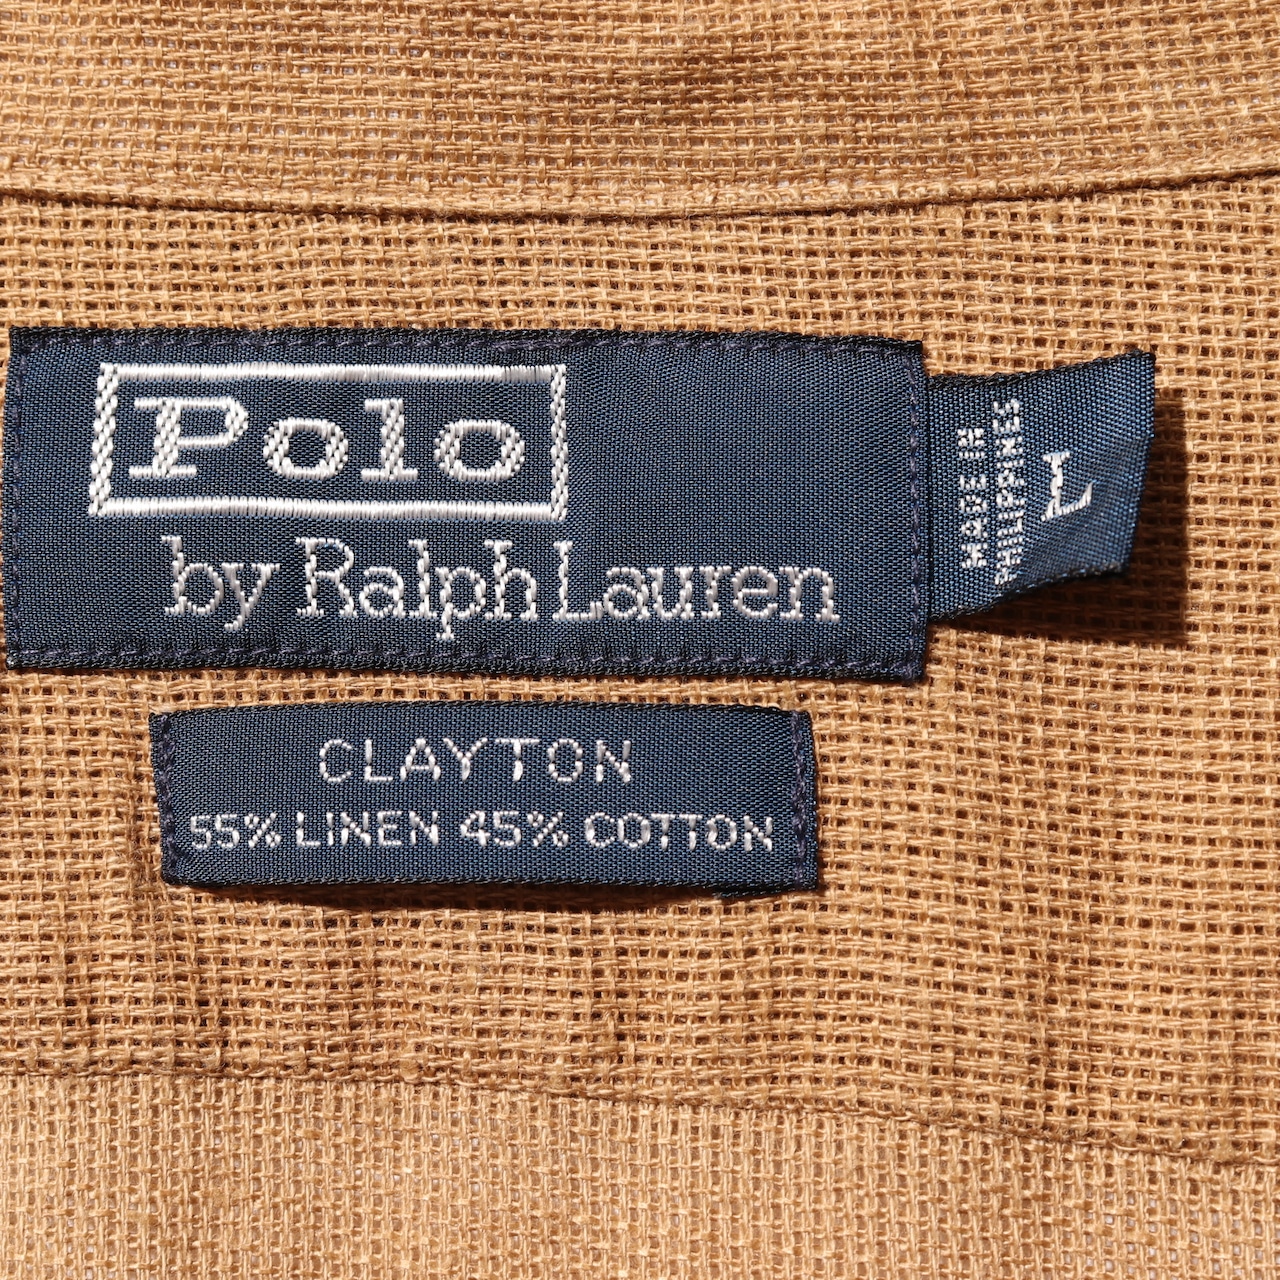 Polo
by Ralph Lauren
MADE IN
PHILIPPINES
L
CLAYTON
55% LINEN 45% COTTON